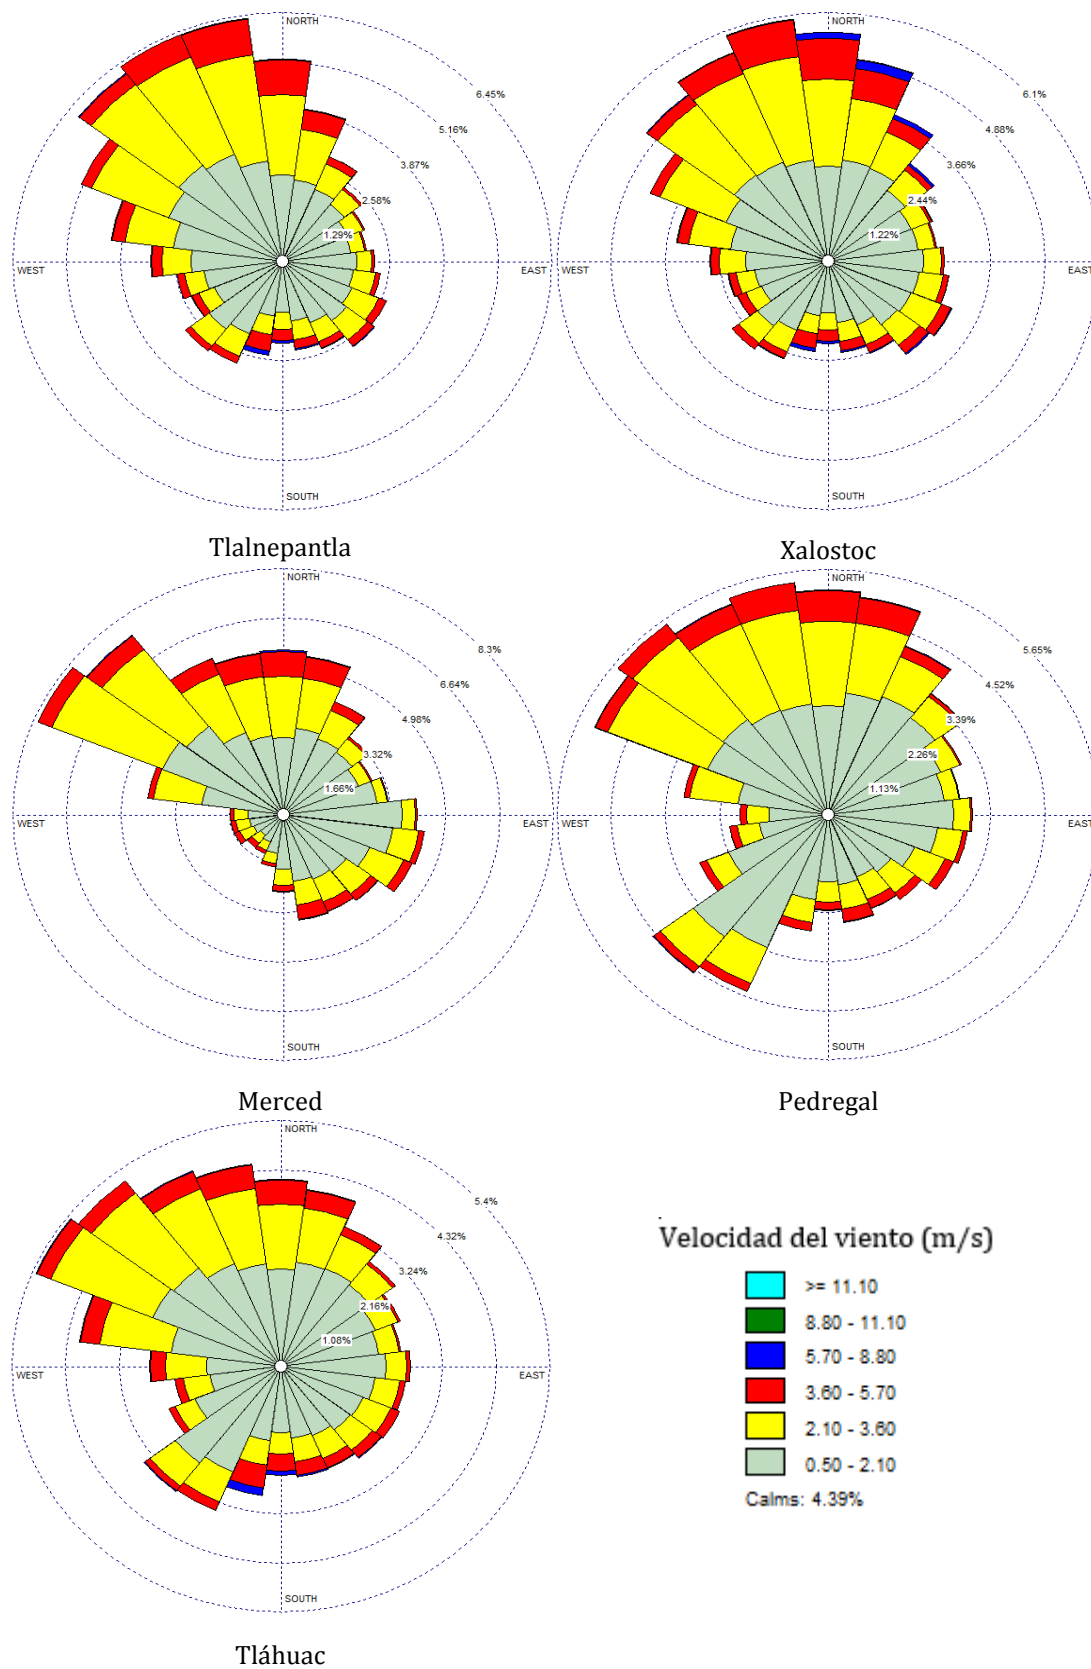 NORTH
6.45%
5.16%
3.87%
2.58%
1.29%
WEST
EAST
SOUTH
Tlalnepantla
NORTH
6.1%
4.88%
3.66%
2.44%
1.22%
WEST
EAST
SOUTH
Xalostoc
NORTH
8.3%
6.64%
4.98%
3.32%
1.66%
WEST
EAST
SOUTH
Merced
NORTH
5.65%
4.52%
3.39%
2.26%
1.13%
WEST
EAST
SOUTH
Pedregal
NORTH
5.4%
4.32%
3.24%
2.16%
1.08%
WEST
EAST
SOUTH
Tláhuac
Velocidad del viento (m/s)
>= 11.10
8.80 - 11.10
5.70 - 8.80
3.60 - 5.70
2.10 - 3.60
0.50 - 2.10
Calms: 4.39%